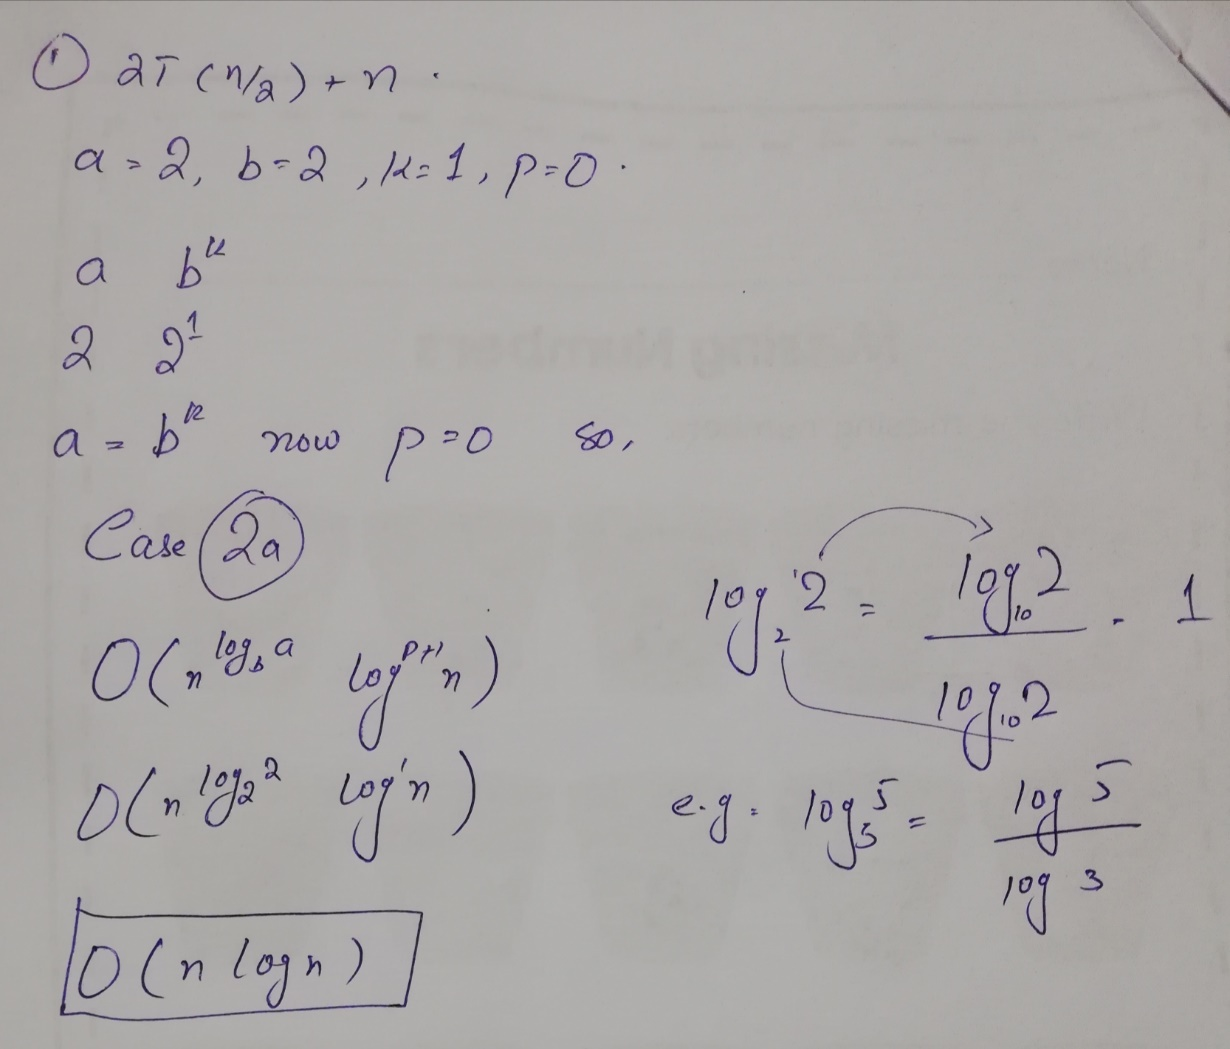 ① 2T (n/2) + n .
a = 2, b = 2 , k = 1 , p = 0 .
a b^k
2 2^1
a = b^k now p = 0 so,
Case 2a
O(n^log_b a log^p+1 n)
O(n^log_2 2 log^1 n)
O(n log n)
log_2 2 = log_10 2 / log_10 2 = 1
e.g. log_3 5 = log 5 / log 3